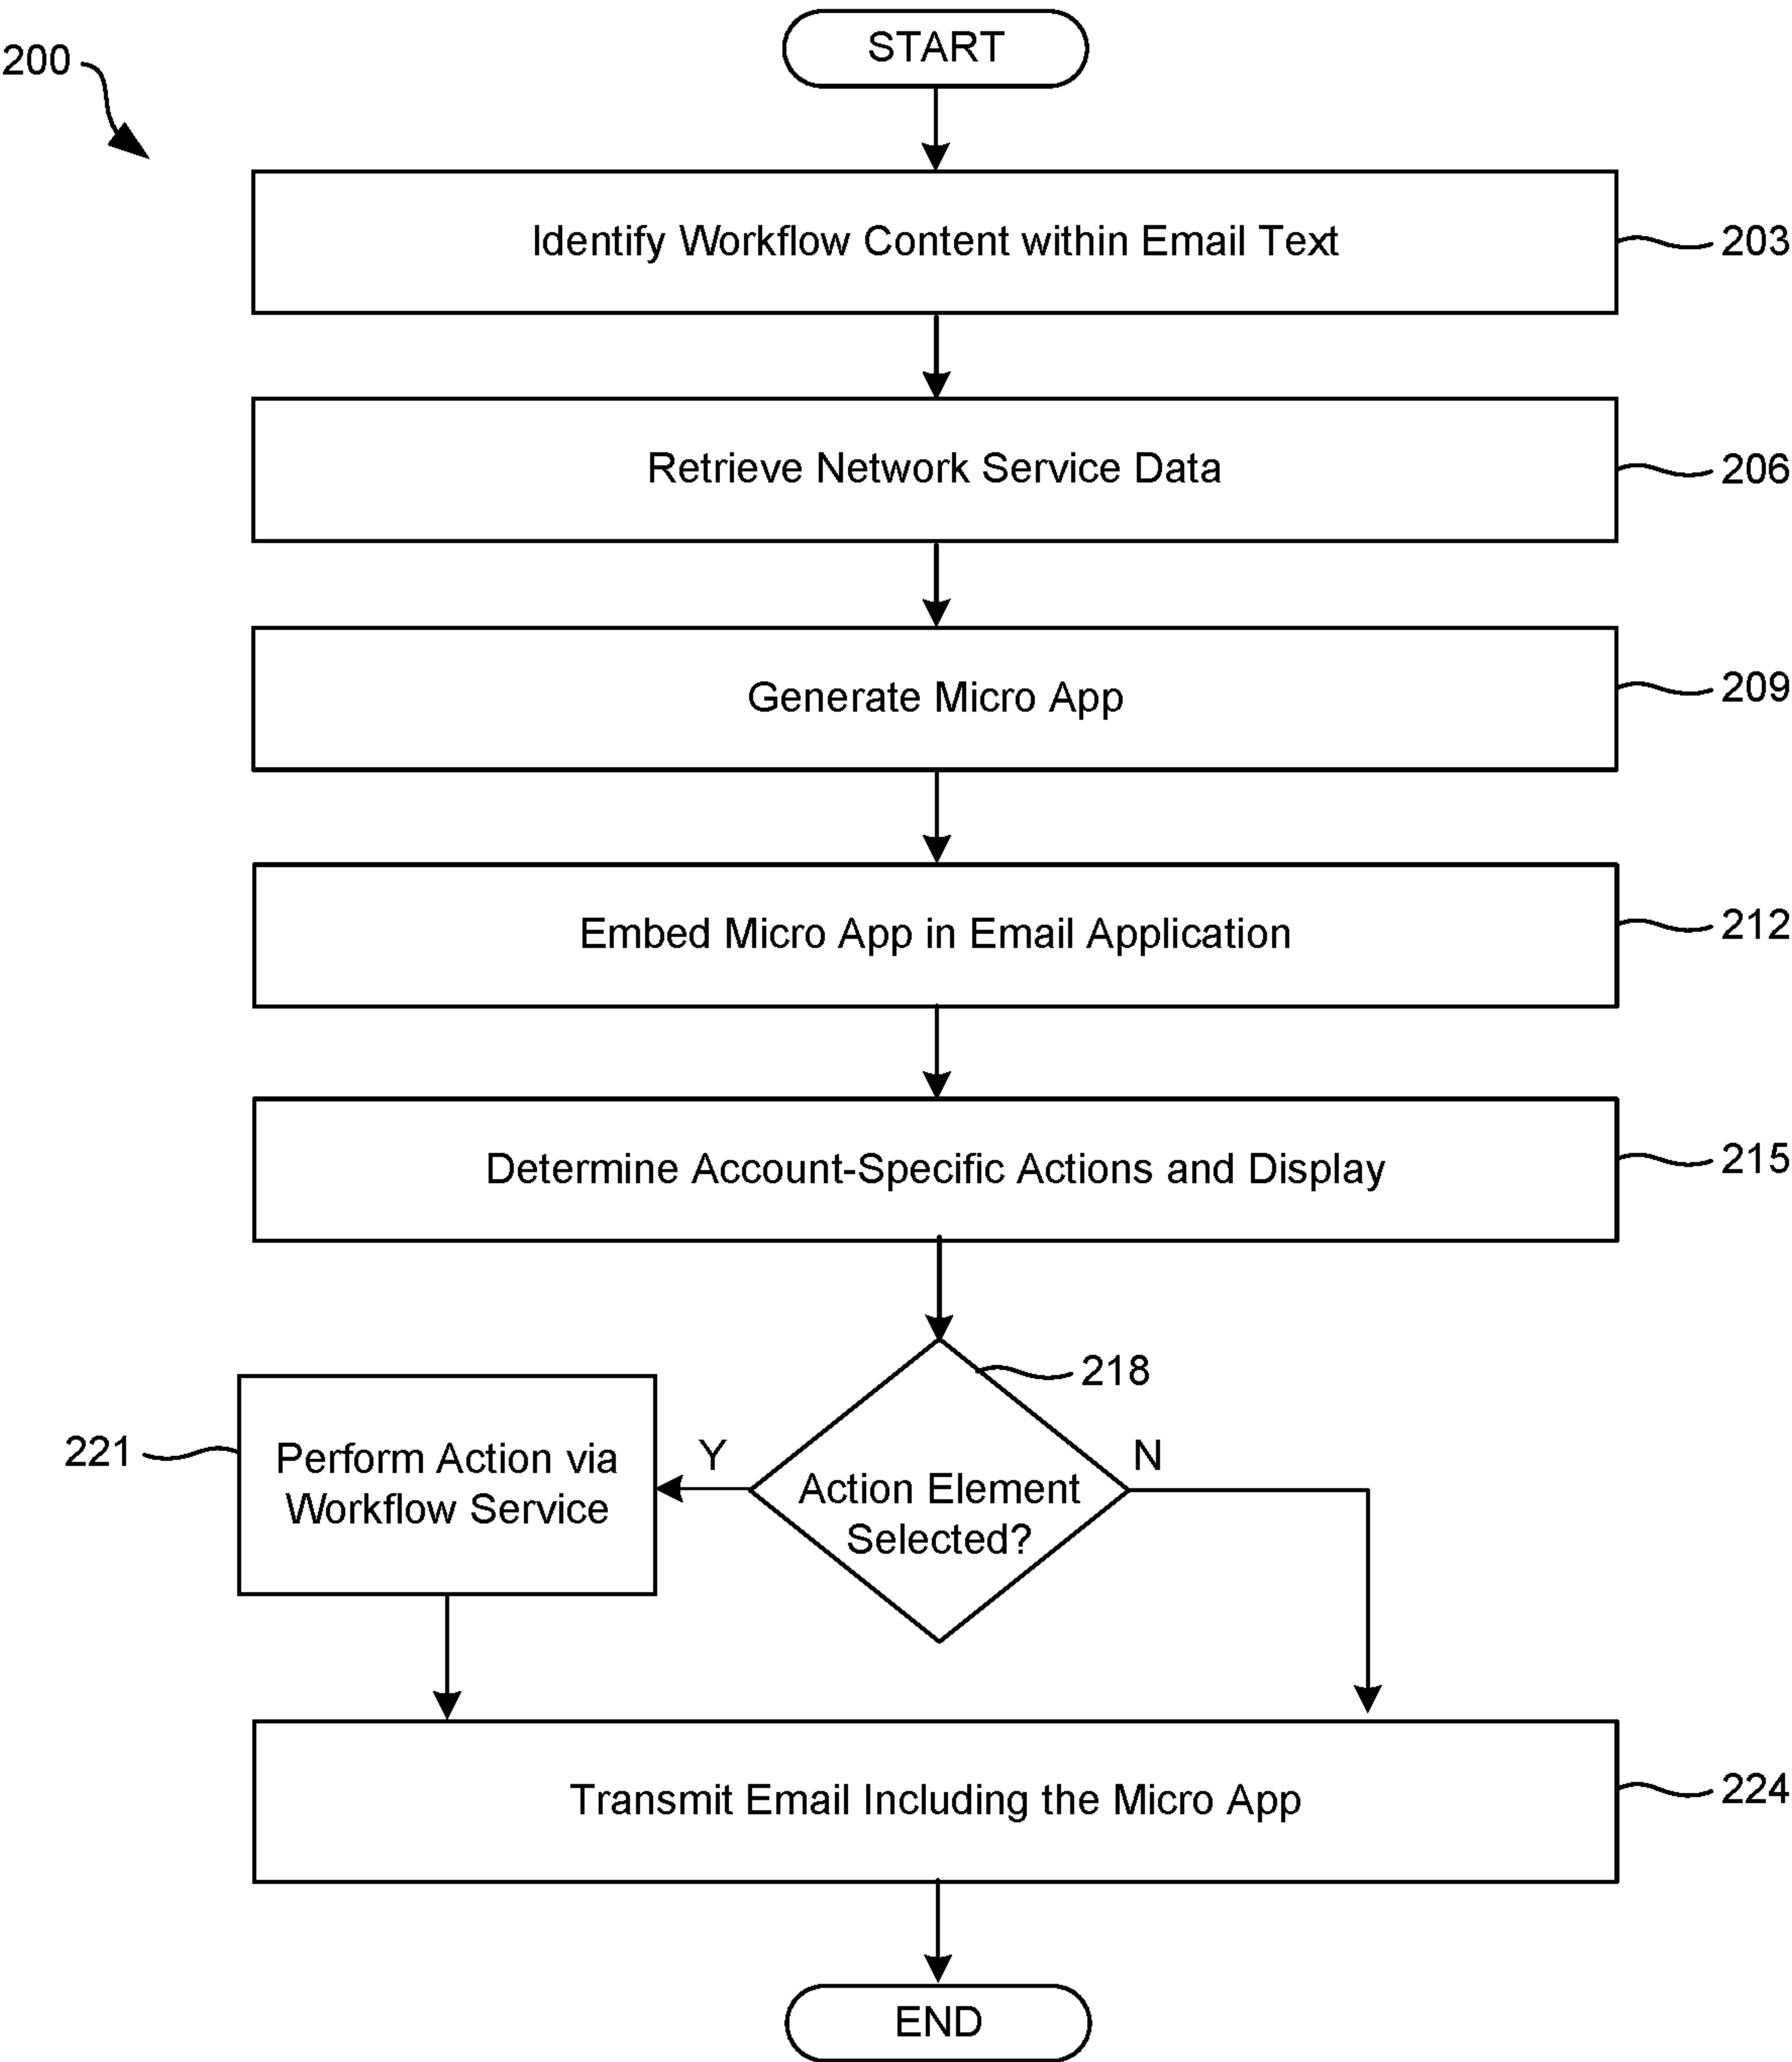 200
START
Identify Workflow Content within Email Text
203
Retrieve Network Service Data
206
Generate Micro App
209
Embed Micro App in Email Application
212
Determine Account-Specific Actions and Display
215
218
221
Perform Action via
Workflow Service
Y
Action Element
Selected?
N
Transmit Email Including the Micro App
224
END